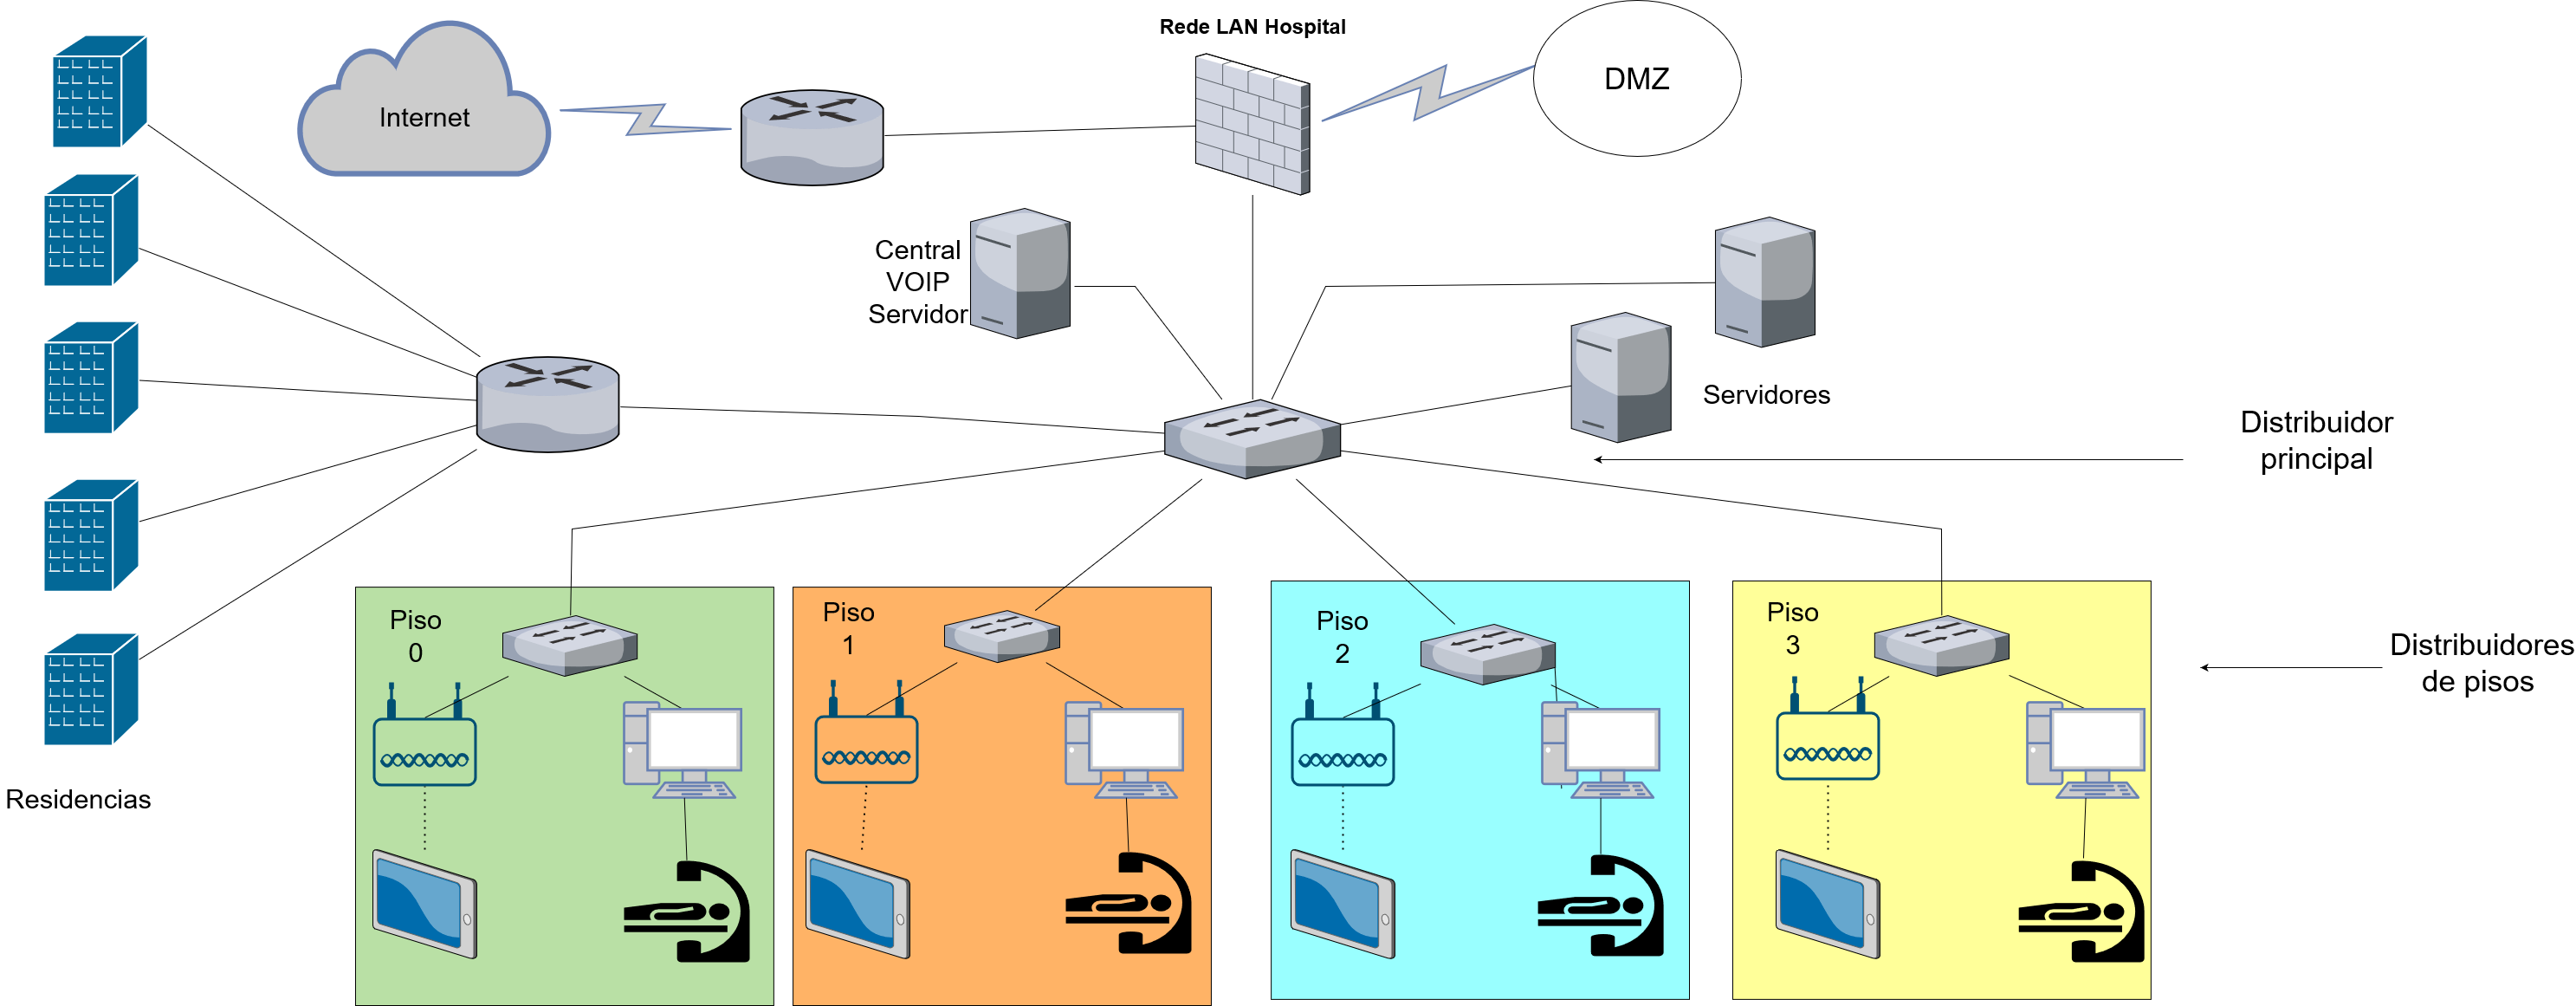 Rede LAN Hospital
Internet
DMZ
Central
VOIP
Servidor
Servidores
Distribuidor
principal
Piso
0
Piso
1
Piso
2
Piso
3
Distribuidores
de pisos
Residencias